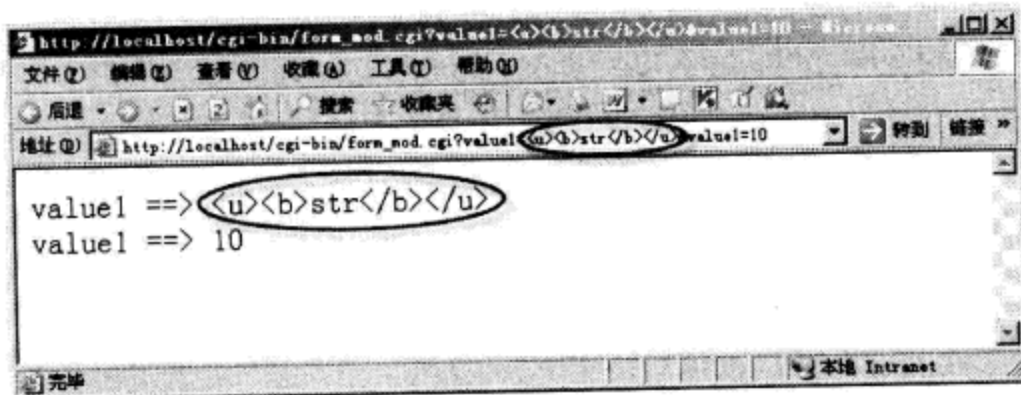 http://localhost/cgi-bin/form_mod.cgi?value1=<u><b>str</b></u>&value1=10 -
文件(F) 编辑(E) 查看(V) 收藏(A) 工具(T) 帮助(H)
后退 搜索 收藏夹
地址(D) http://localhost/cgi-bin/form_mod.cgi?value1=<u><b>str</b></u>&value1=10 转到 链接 »
value1 ==> <u><b>str</b></u>
value1 ==> 10
完毕 本地 Intranet